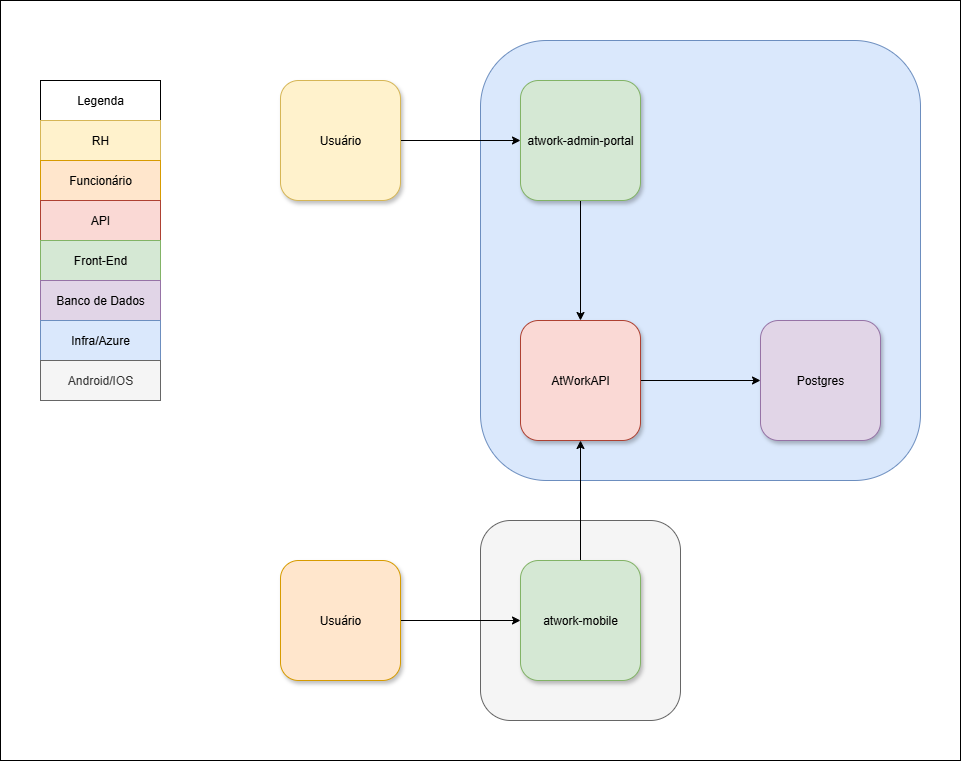 Legenda
RH
Funcionário
API
Front-End
Banco de Dados
Infra/Azure
Android/IOS
Usuário
atwork-admin-portal
AtWorkAPI
Postgres
Usuário
atwork-mobile